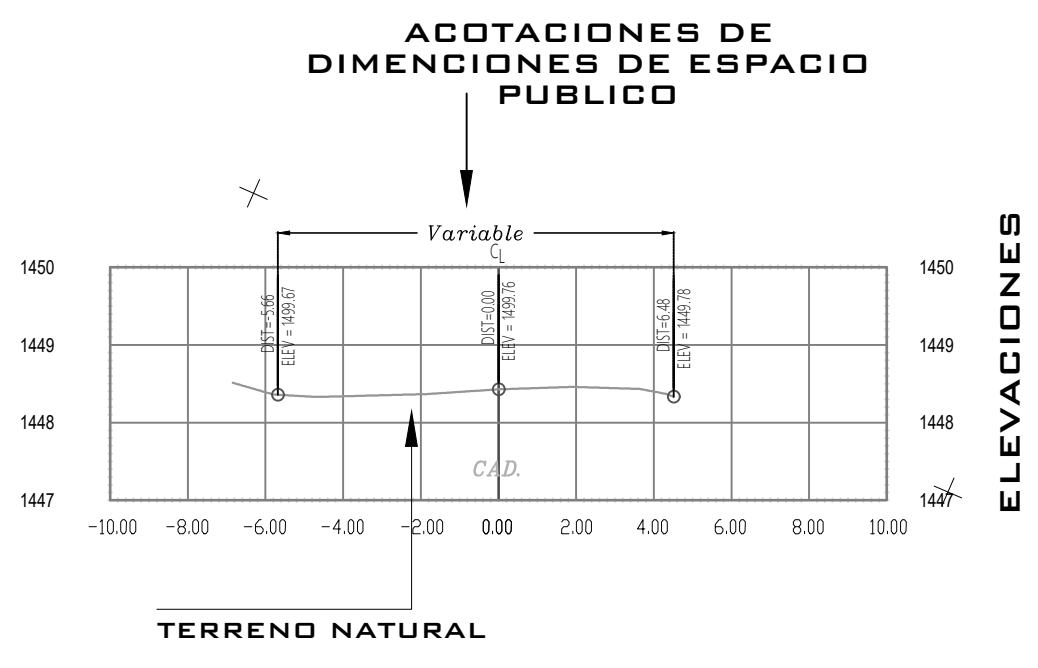 ACOTACIONES DE
DIMENCIONES DE ESPACIO
PUBLICO
Variable
CL
1450
1450
DIST=-5.66
ELEV = 1499.67
DIST=0.00
ELEV = 1499.76
DIST=6.48
ELEV = 1449.78
1449
1449
1448
1448
CAD.
1447
1447
-10.00
-8.00
-6.00
-4.00
-2.00
0.00
2.00
4.00
6.00
8.00
10.00
TERRENO NATURAL
ELEVACIONES